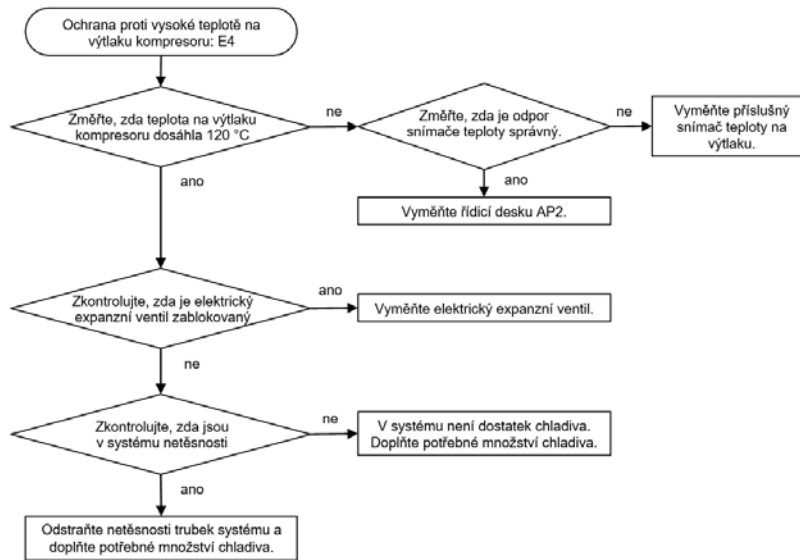 Ochrana proti vysoké teplotě na
výtlaku kompresoru: E4
Změřte, zda teplota na výtlaku
kompresoru dosáhla 120 °C
ne
Změřte, zda je odpor
snímače teploty správný.
ne
Vyměňte příslušný
snímač teploty na
výtlaku.
ano
ano
Vyměňte řídicí desku AP2.
Zkontrolujte, zda je elektrický
expanzní ventil zablokovaný
ano
Vyměňte elektrický expanzní ventil.
ne
Zkontrolujte, zda jsou
v systému netěsnosti
ne
V systému není dostatek chladiva.
Doplňte potřebné množství chladiva.
ano
Odstraňte netěsnosti trubek systému a
doplňte potřebné množství chladiva.